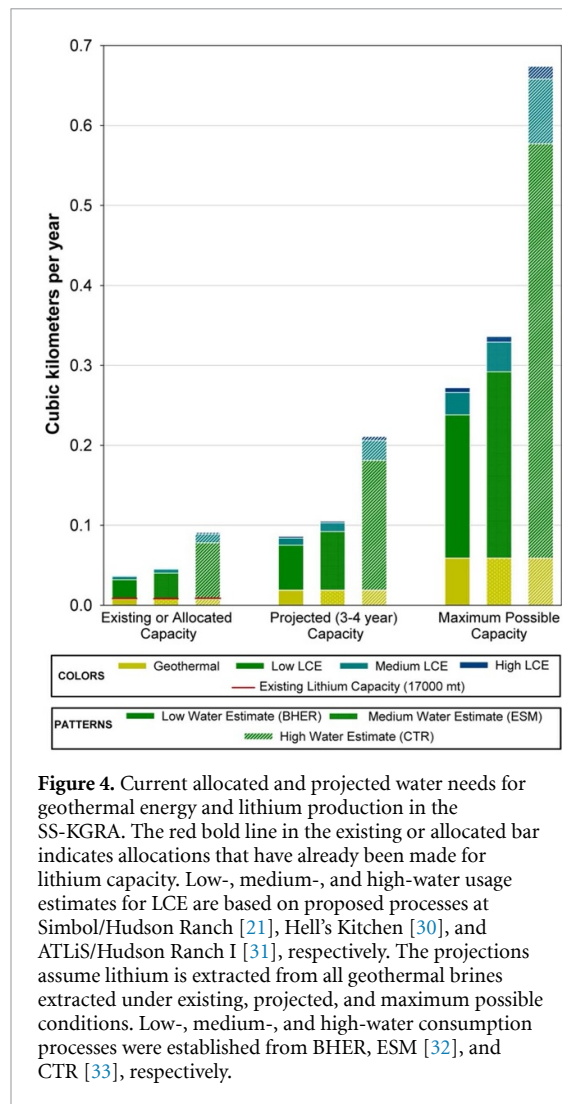 0.7
0.6
0.5
0.4
0.3
0.2
0.1
0.0
Cubic kilometers per year
Existing or Allocated Capacity
Projected (3-4 year) Capacity
Maximum Possible Capacity
COLORS
Geothermal
Low LCE
Medium LCE
High LCE
Existing Lithium Capacity (17000 mt)
PATTERNS
Low Water Estimate (BHER)
Medium Water Estimate (ESM)
High Water Estimate (CTR)
Figure 4. Current allocated and projected water needs for
geothermal energy and lithium production in the
SS-KGRA. The red bold line in the existing or allocated bar
indicates allocations that have already been made for
lithium capacity. Low-, medium-, and high-water usage
estimates for LCE are based on proposed processes at
Simbol/Hudson Ranch [21], Hell's Kitchen [30], and
ATLiS/Hudson Ranch I [31], respectively. The projections
assume lithium is extracted from all geothermal brines
extracted under existing, projected, and maximum possible
conditions. Low-, medium-, and high-water consumption
processes were established from BHER, ESM [32], and
CTR [33], respectively.